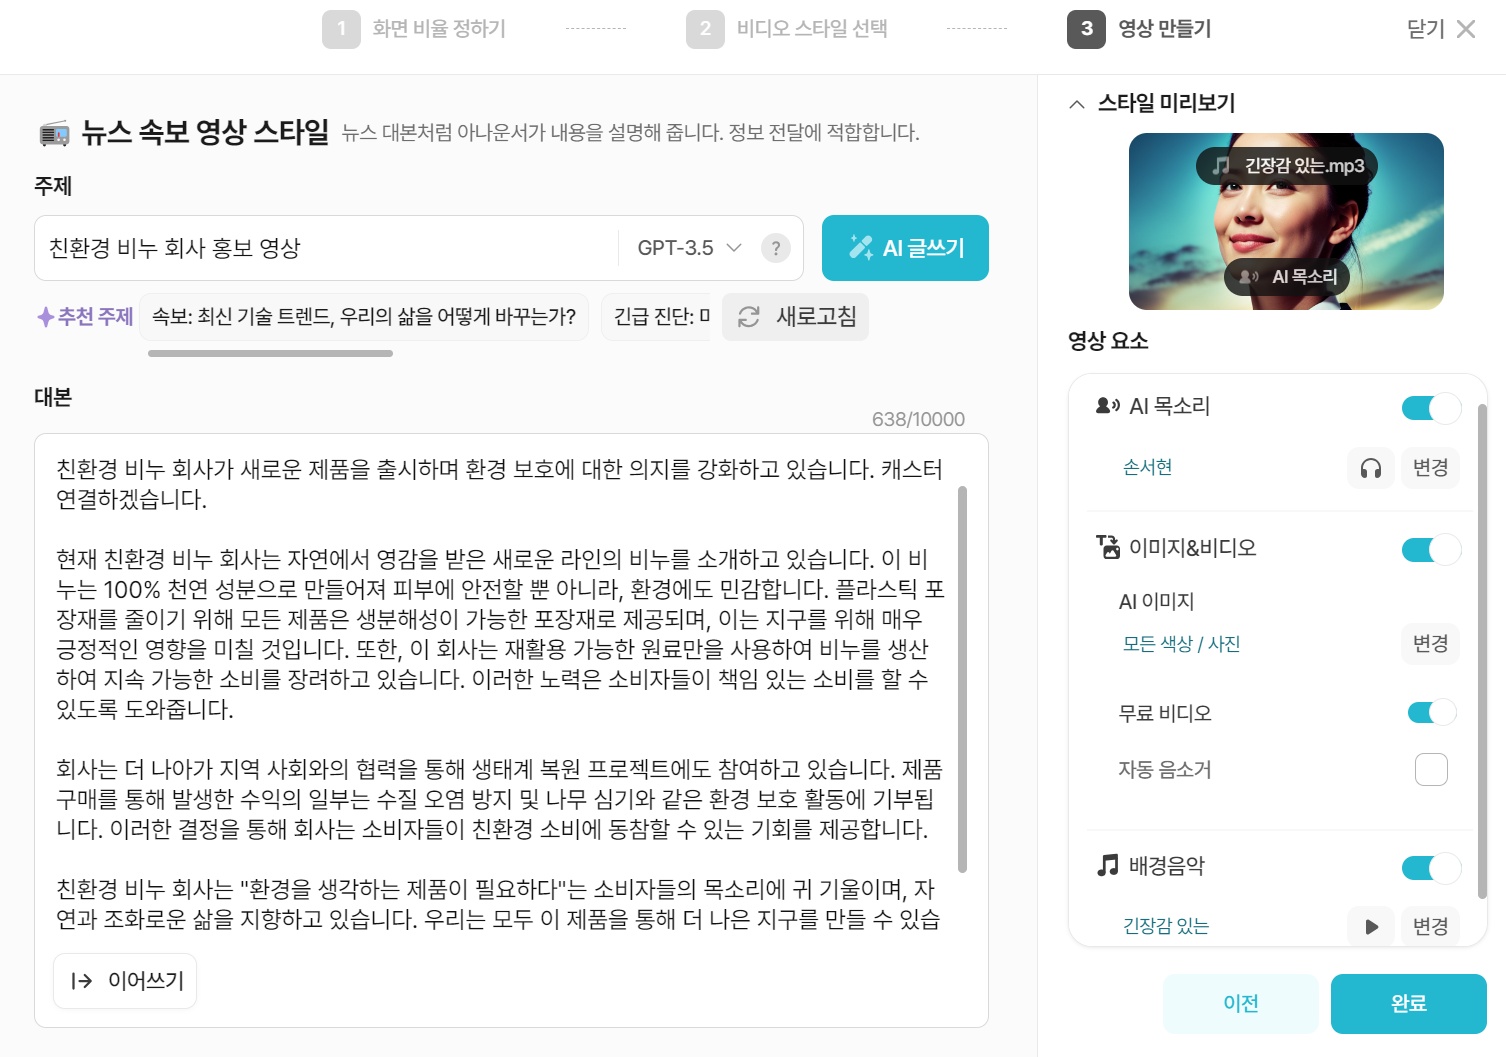 1 화면 비율 정하기
2 비디오 스타일 선택
3 영상 만들기
닫기
뉴스 속보 영상 스타일 뉴스 대본처럼 아나운서가 내용을 설명해 줍니다. 정보 전달에 적합합니다.
주제
친환경 비누 회사 홍보 영상
GPT-3.5
?
AI 글쓰기
추천 주제
속보: 최신 기술 트렌드, 우리의 삶을 어떻게 바꾸는가?
긴급 진단:
새로고침
대본
638/10000
친환경 비누 회사가 새로운 제품을 출시하며 환경 보호에 대한 의지를 강화하고 있습니다. 캐스터
연결하겠습니다.
현재 친환경 비누 회사는 자연에서 영감을 받은 새로운 라인의 비누를 소개하고 있습니다. 이 비
누는 100% 천연 성분으로 만들어져 피부에 안전할 뿐 아니라, 환경에도 민감합니다. 플라스틱 포
장재를 줄이기 위해 모든 제품은 생분해성이 가능한 포장재로 제공되며, 이는 지구를 위해 매우
긍정적인 영향을 미칠 것입니다. 또한, 이 회사는 재활용 가능한 원료만을 사용하여 비누를 생산
하여 지속 가능한 소비를 장려하고 있습니다. 이러한 노력은 소비자들이 책임 있는 소비를 할 수
있도록 도와줍니다.
회사는 더 나아가 지역 사회와의 협력을 통해 생태계 복원 프로젝트에도 참여하고 있습니다. 제품
구매를 통해 발생한 수익의 일부는 수질 오염 방지 및 나무 심기와 같은 환경 보호 활동에 기부됩
니다. 이러한 결정을 통해 회사는 소비자들이 친환경 소비에 동참할 수 있는 기회를 제공합니다.
친환경 비누 회사는 "환경을 생각하는 제품이 필요하다"는 소비자들의 목소리에 귀 기울이며, 자
연과 조화로운 삶을 지향하고 있습니다. 우리는 모두 이 제품을 통해 더 나은 지구를 만들 수 있습
이어쓰기
스타일 미리보기
긴장감 있는.mp3
AI 목소리
영상 요소
AI 목소리
손서현
변경
이미지&비디오
AI 이미지
모든 색상 / 사진
변경
무료 비디오
자동 음소거
배경음악
긴장감 있는
변경
이전
완료